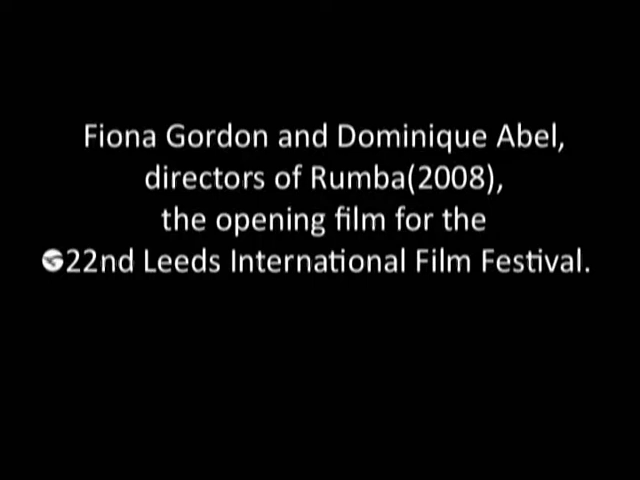 Fiona Gordon and Dominique Abel,
directors of Rumba(2008),
the opening film for the
22nd Leeds International Film Festival.